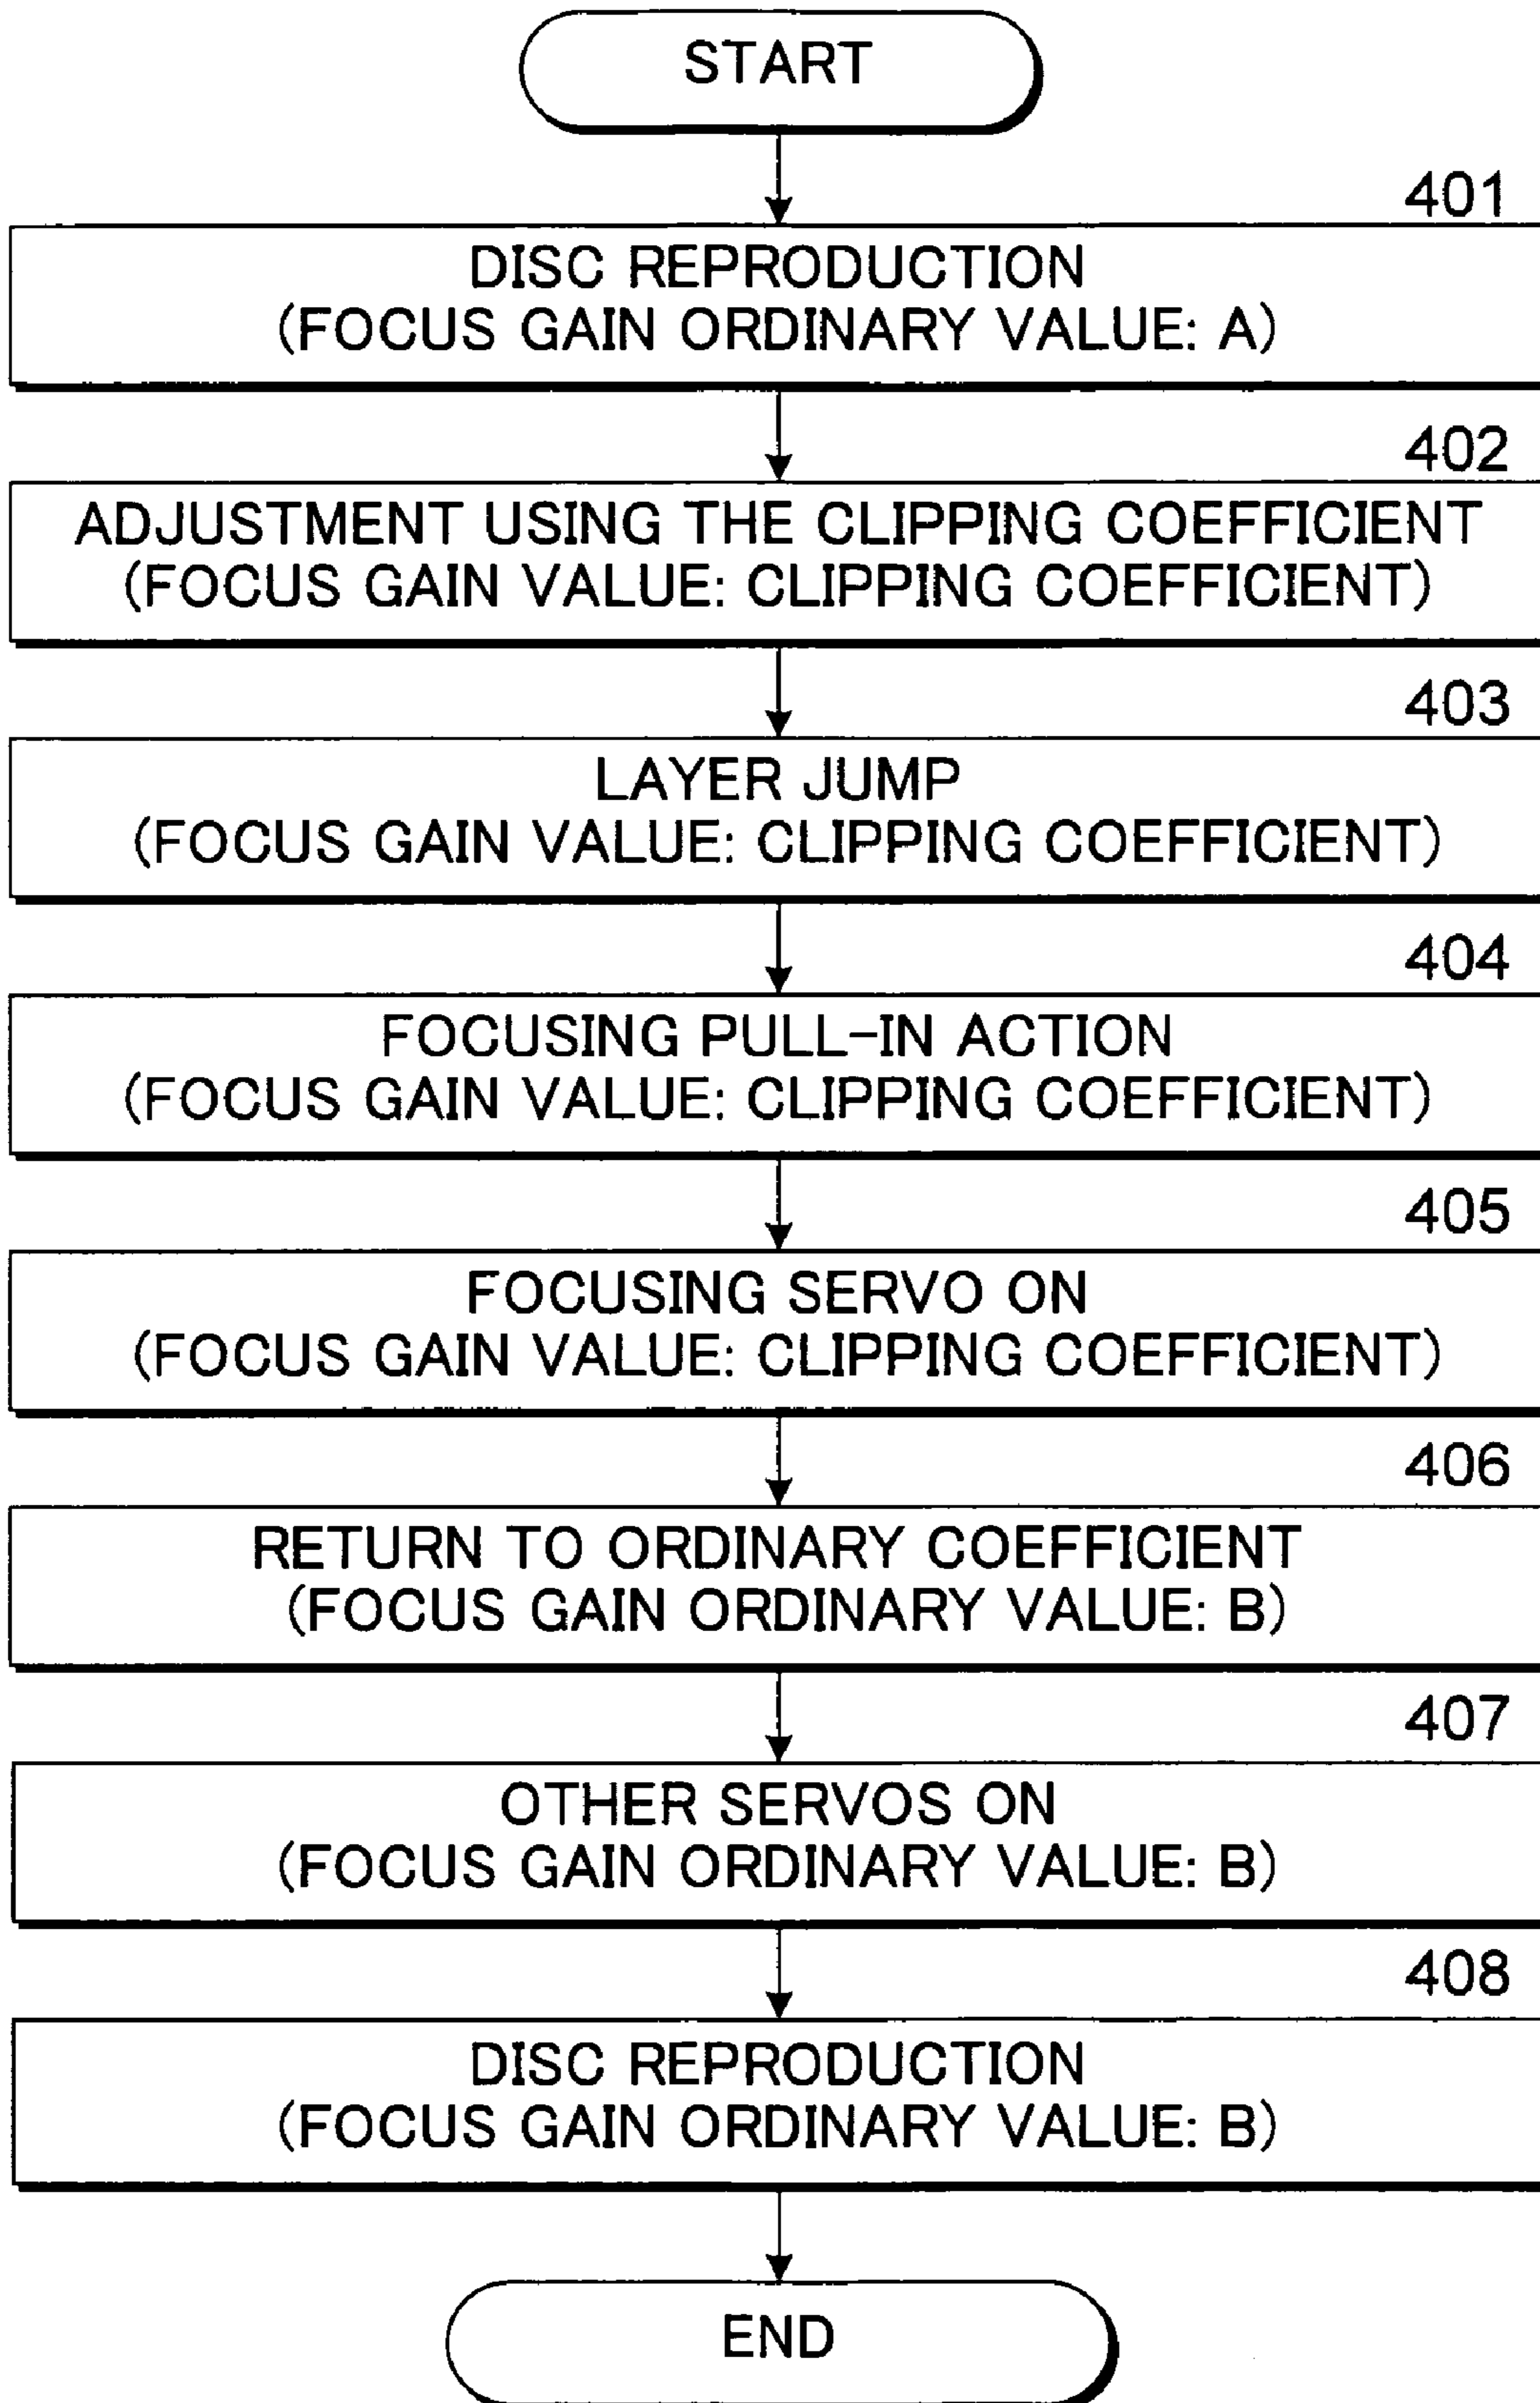 START
401
DISC REPRODUCTION
(FOCUS GAIN ORDINARY VALUE: A)
402
ADJUSTMENT USING THE CLIPPING COEFFICIENT
(FOCUS GAIN VALUE: CLIPPING COEFFICIENT)
403
LAYER JUMP
(FOCUS GAIN VALUE: CLIPPING COEFFICIENT)
404
FOCUSING PULL-IN ACTION
(FOCUS GAIN VALUE: CLIPPING COEFFICIENT)
405
FOCUSING SERVO ON
(FOCUS GAIN VALUE: CLIPPING COEFFICIENT)
406
RETURN TO ORDINARY COEFFICIENT
(FOCUS GAIN ORDINARY VALUE: B)
407
OTHER SERVOS ON
(FOCUS GAIN ORDINARY VALUE: B)
408
DISC REPRODUCTION
(FOCUS GAIN ORDINARY VALUE: B)
END